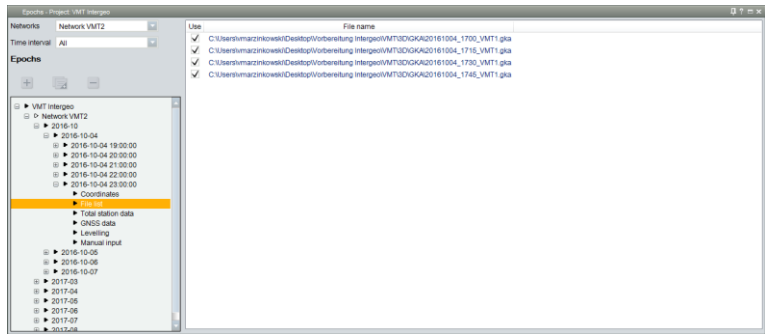 Epochs - Project: VMT Intergeo
Networks
Network VMT2
Time interval
All
Epochs
VMT Intergeo
Network VMT2
2016-10
2016-10-04
2016-10-04 19:00:00
2016-10-04 20:00:00
2016-10-04 21:00:00
2016-10-04 22:00:00
2016-10-04 23:00:00
Coordinates
File list
Total station data
GNSS data
Levelling
Manual input
2016-10-05
2016-10-06
2016-10-07
2017-03
2017-04
2017-05
2017-06
2017-07
2017-08
Use
File name
C:\Users\vmarzinkowski\Desktop\Vorbereitung Intergeo\VMT\3D\GKA\20161004_1700_VMT1.gka
C:\Users\vmarzinkowski\Desktop\Vorbereitung Intergeo\VMT\3D\GKA\20161004_1715_VMT1.gka
C:\Users\vmarzinkowski\Desktop\Vorbereitung Intergeo\VMT\3D\GKA\20161004_1730_VMT1.gka
C:\Users\vmarzinkowski\Desktop\Vorbereitung Intergeo\VMT\3D\GKA\20161004_1745_VMT1.gka